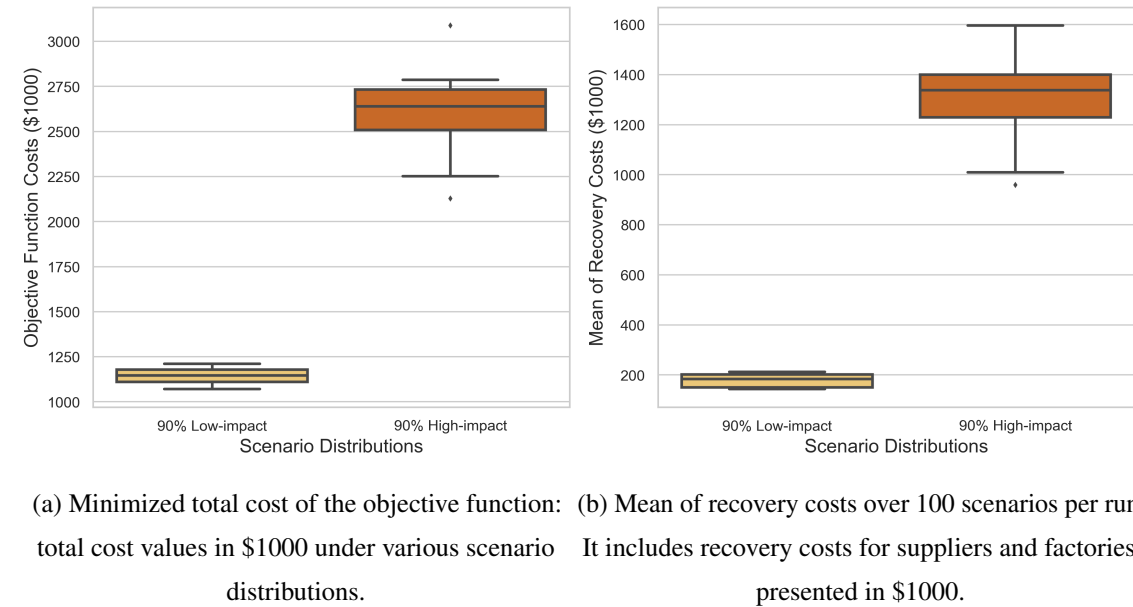 3000
2750
2500
2250
2000
1750
1500
1250
1000
Objective Function Costs ($1000)
90% Low-impact
90% High-impact
Scenario Distributions
1600
1400
1200
1000
800
600
400
200
Mean of Recovery Costs ($1000)
90% Low-impact
90% High-impact
Scenario Distributions
(a) Minimized total cost of the objective function:
total cost values in $1000 under various scenario
distributions.
(b) Mean of recovery costs over 100 scenarios per run
It includes recovery costs for suppliers and factories
presented in $1000.